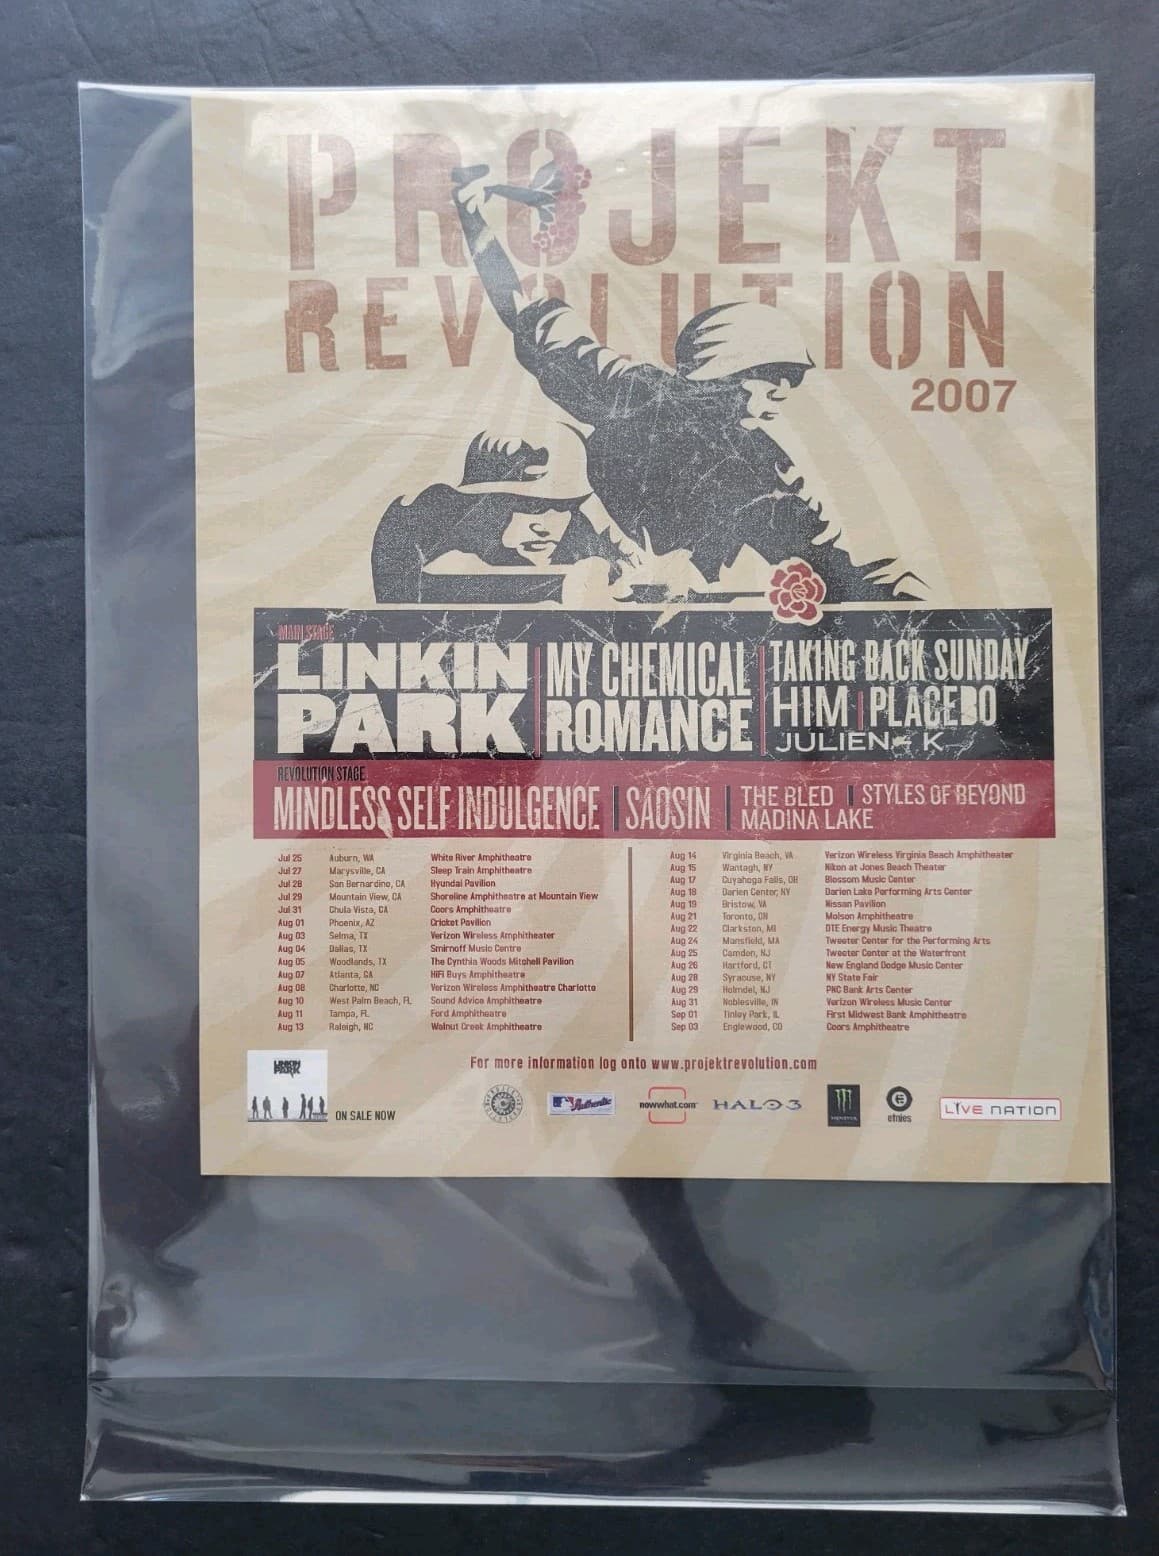 PROJEKT
REVOLUTION
2007
MAIN STAGE
LINKIN
PARK
MY CHEMICAL
ROMANCE
TAKING BACK SUNDAY
HIM | PLACEBO
JULIEN - K
REVOLUTION STAGE
MINDLESS SELF INDULGENCE | SAOSIN | THE BLED | STYLES OF BEYOND
MADINA LAKE
Jul 25 Auburn, WA White River Amphitheatre
Jul 27 Marysville, CA Sleep Train Amphitheatre
Jul 28 San Bernardino, CA Hyundai Pavilion
Jul 29 Mountain View, CA Shoreline Amphitheatre at Mountain View
Jul 31 Chula Vista, CA Coors Amphitheatre
Aug 01 Phoenix, AZ Cricket Pavilion
Aug 03 Selma, TX Verizon Wireless Amphitheater
Aug 04 Dallas, TX Smirnoff Music Centre
Aug 05 Woodlands, TX The Cynthia Woods Mitchell Pavilion
Aug 07 Atlanta, GA HiFi Buys Amphitheatre
Aug 08 Charlotte, NC Verizon Wireless Amphitheatre Charlotte
Aug 10 West Palm Beach, FL Sound Advice Amphitheatre
Aug 11 Tampa, FL Ford Amphitheatre
Aug 13 Raleigh, NC Walnut Creek Amphitheatre
Aug 14 Virginia Beach, VA Verizon Wireless Virginia Beach Amphitheater
Aug 15 Wantagh, NY Nikon at Jones Beach Theater
Aug 17 Cuyahoga Falls, OH Blossom Music Center
Aug 18 Darien Center, NY Darien Lake Performing Arts Center
Aug 19 Bristow, VA Nissan Pavilion
Aug 21 Toronto, ON Molson Amphitheatre
Aug 22 Clarkston, MI DTE Energy Music Theatre
Aug 24 Mansfield, MA Tweeter Center for the Performing Arts
Aug 25 Camden, NJ Tweeter Center at the Waterfront
Aug 26 Hartford, CT New England Dodge Music Center
Aug 28 Syracuse, NY NY State Fair
Aug 29 Holmdel, NJ PNC Bank Arts Center
Aug 31 Noblesville, IN Verizon Wireless Music Center
Sep 01 Tinley Park, IL First Midwest Bank Amphitheatre
Sep 03 Englewood, CO Coors Amphitheatre
For more information log onto www.projektrevolution.com
LINKIN
PARK
ON SALE NOW
Authentic
nowwhat.com
HALO 3
MONSTER
etnies
LIVE NATION